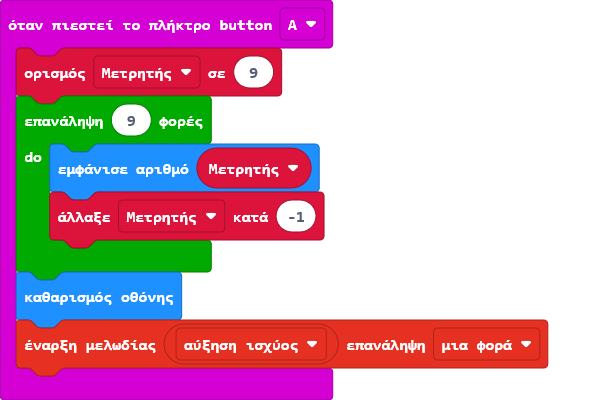 όταν πιεστεί το πλήκτρο button A
ορισμός Μετρητής σε 9
επανάληψη 9 φορές
do
εμφάνισε αριθμό Μετρητής
άλλαξε Μετρητής κατά -1
καθαρισμός οθόνης
έναρξη μελωδίας αύξηση ισχύος επανάληψη μια φορά